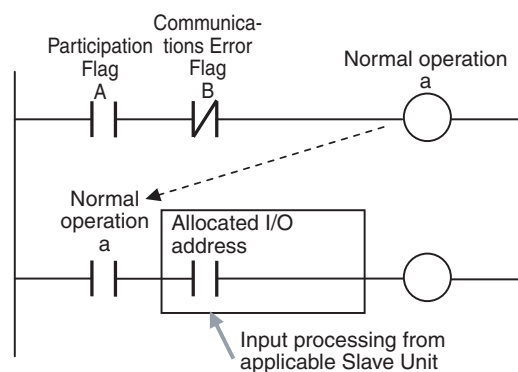 Participation
Flag
A
Communica-
tions Error
Flag
B
Normal operation
a
Normal
operation
a
Allocated I/O
address
Input processing from
applicable Slave Unit